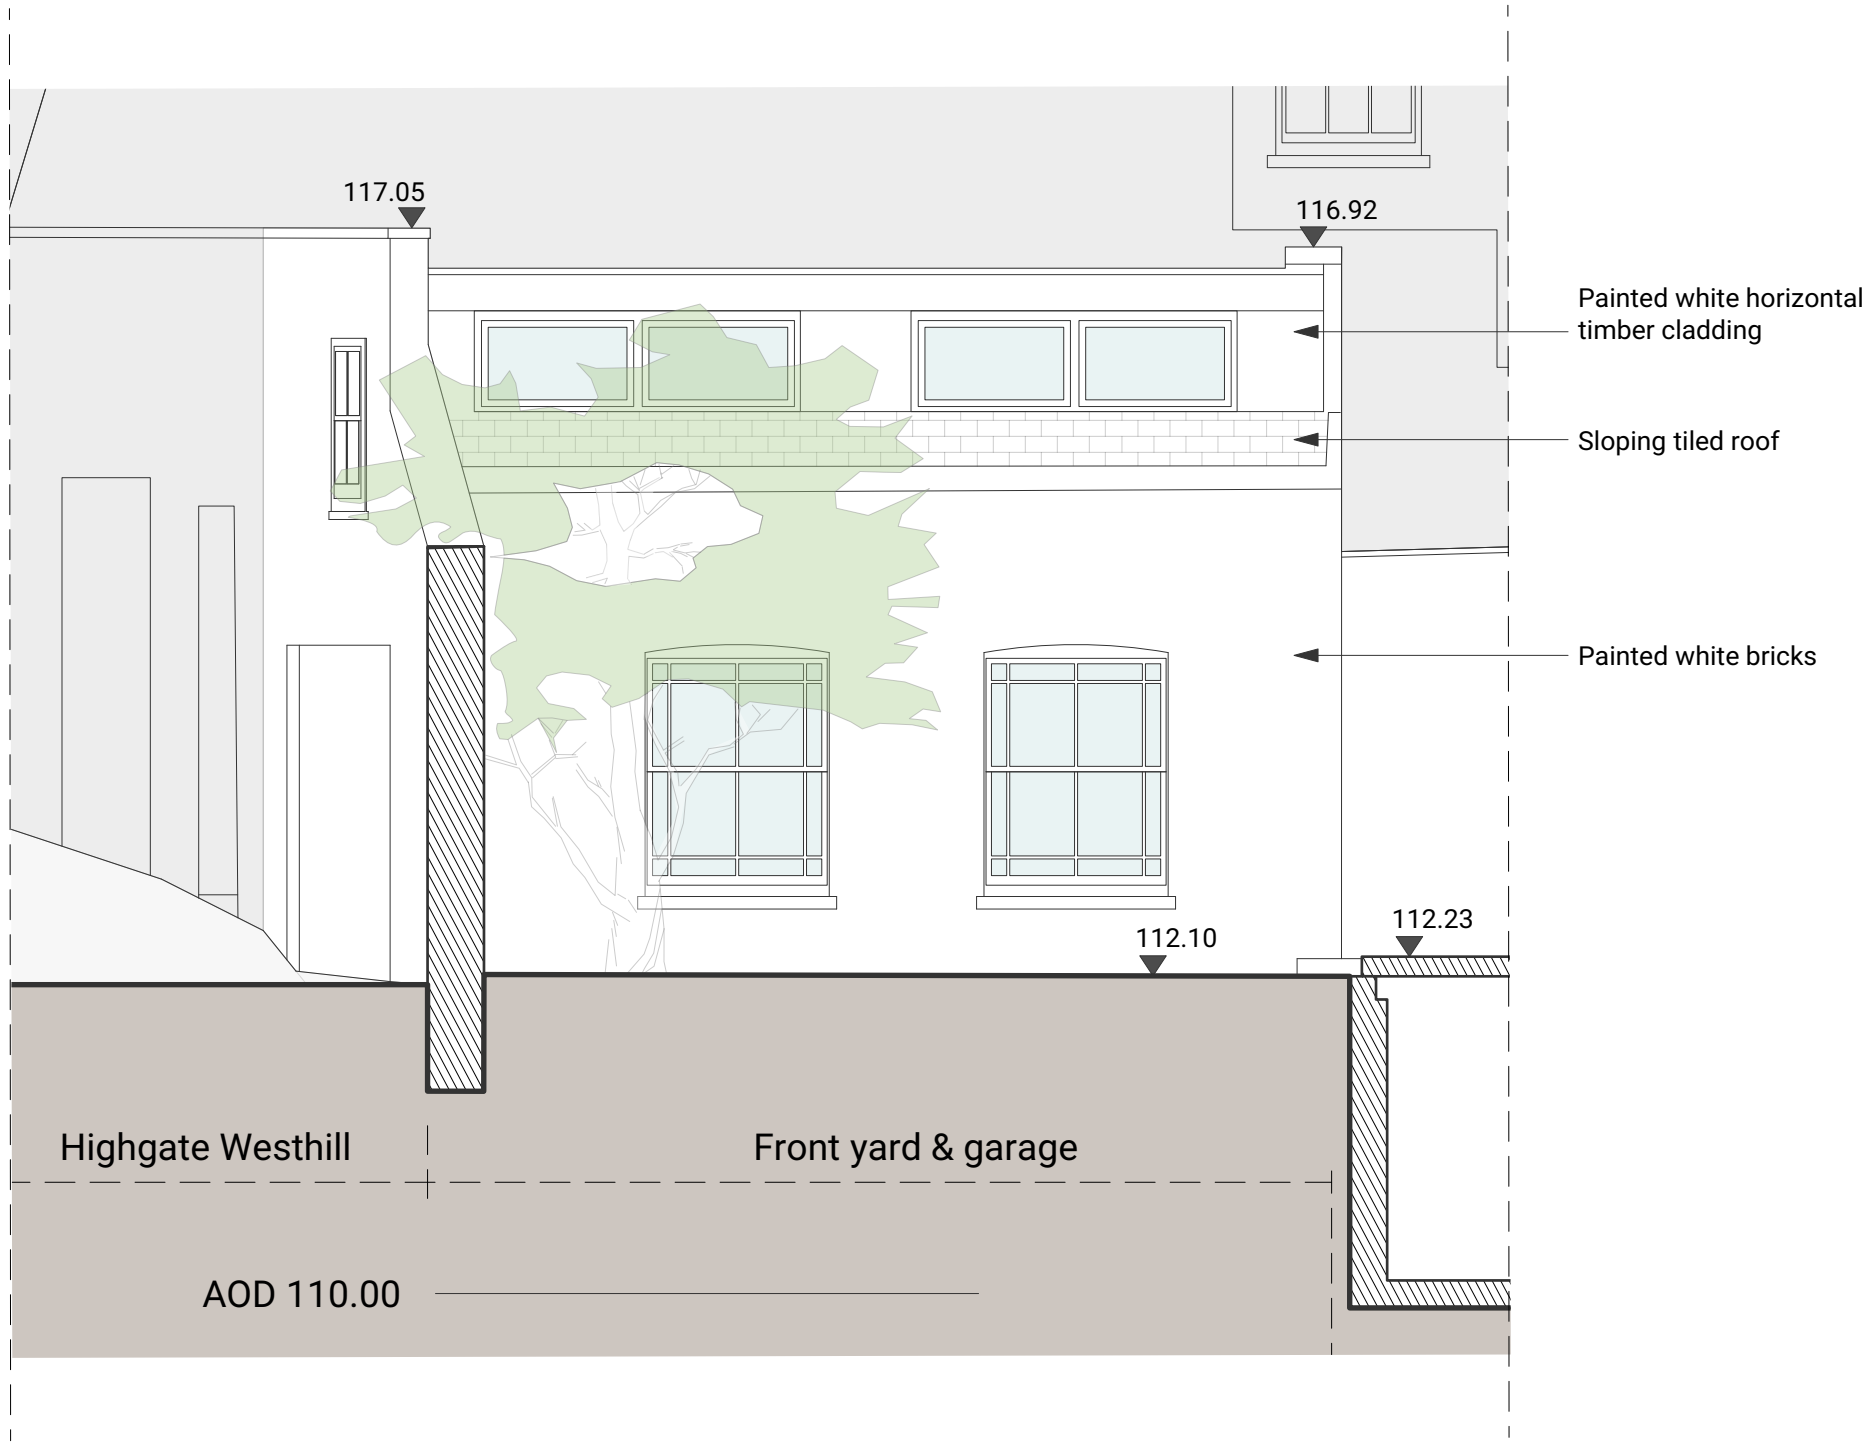 117.05
116.92
Painted white horizontal
timber cladding
Sloping tiled roof
Painted white bricks
112.23
112.10
Highgate Westhill
Front yard & garage
AOD 110.00